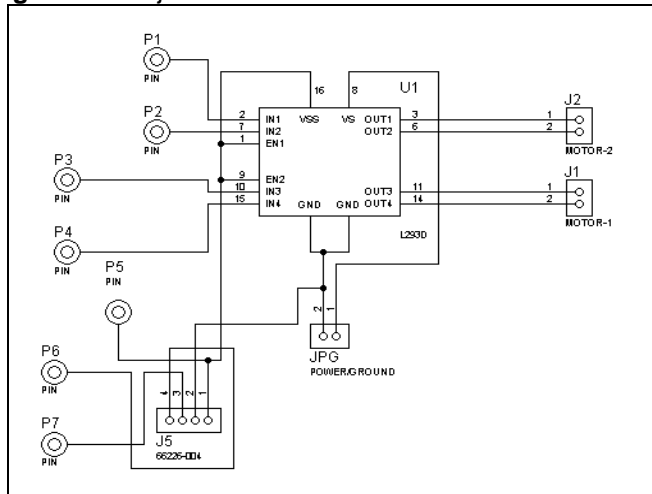 P1
PIN
P2
PIN
P3
PIN
P4
PIN
P5
PIN
P6
PIN
P7
PIN
16
8
U1
2
IN1
VSS
VS
OUT1
3
7
IN2
OUT2
6
1
EN1
9
EN2
10
IN3
OUT3
11
15
IN4
GND
GND
OUT4
14
L293D
J2
1
2
MOTOR-2
J1
1
2
MOTOR-1
2
1
JPG
POWER/GROUND
4
3
2
1
J5
66226-004